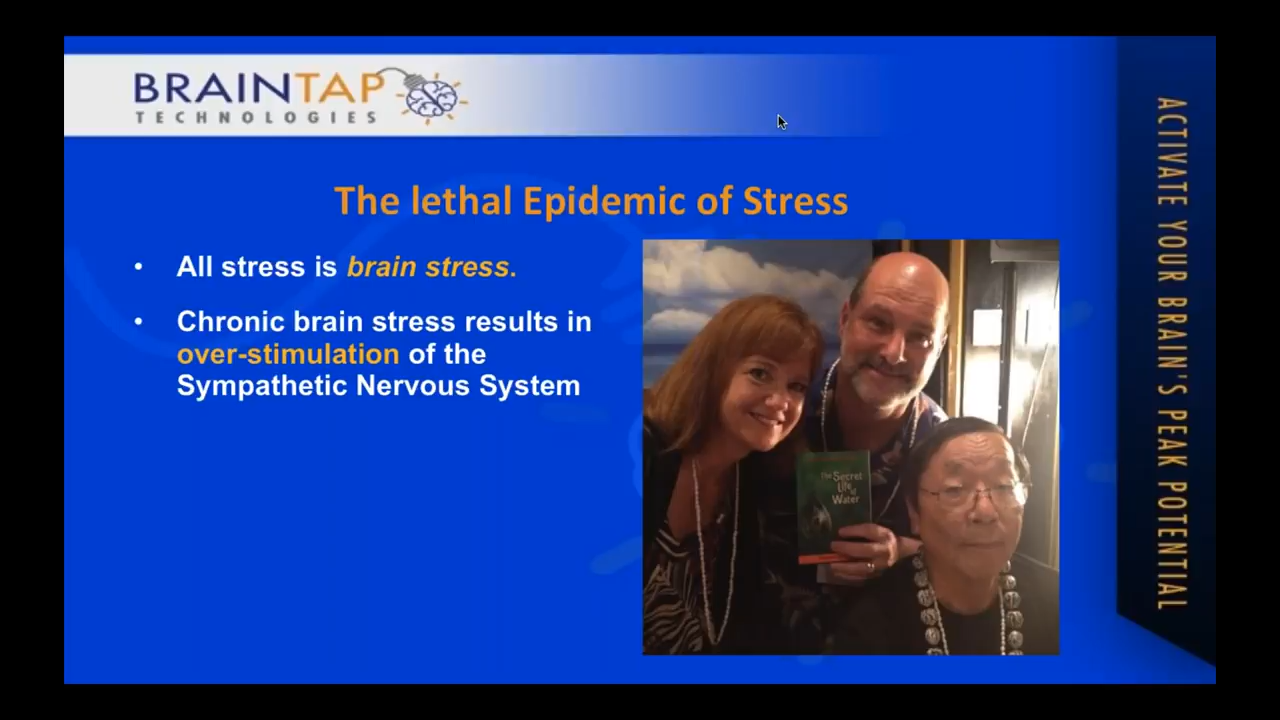 BRAINTAP
TECHNOLOGIES
The lethal Epidemic of Stress
• All stress is brain stress.
• Chronic brain stress results in
over-stimulation of the
Sympathetic Nervous System
The Secret
Life of
Water
ACTIVATE YOUR BRAIN'S PEAK POTENTIAL